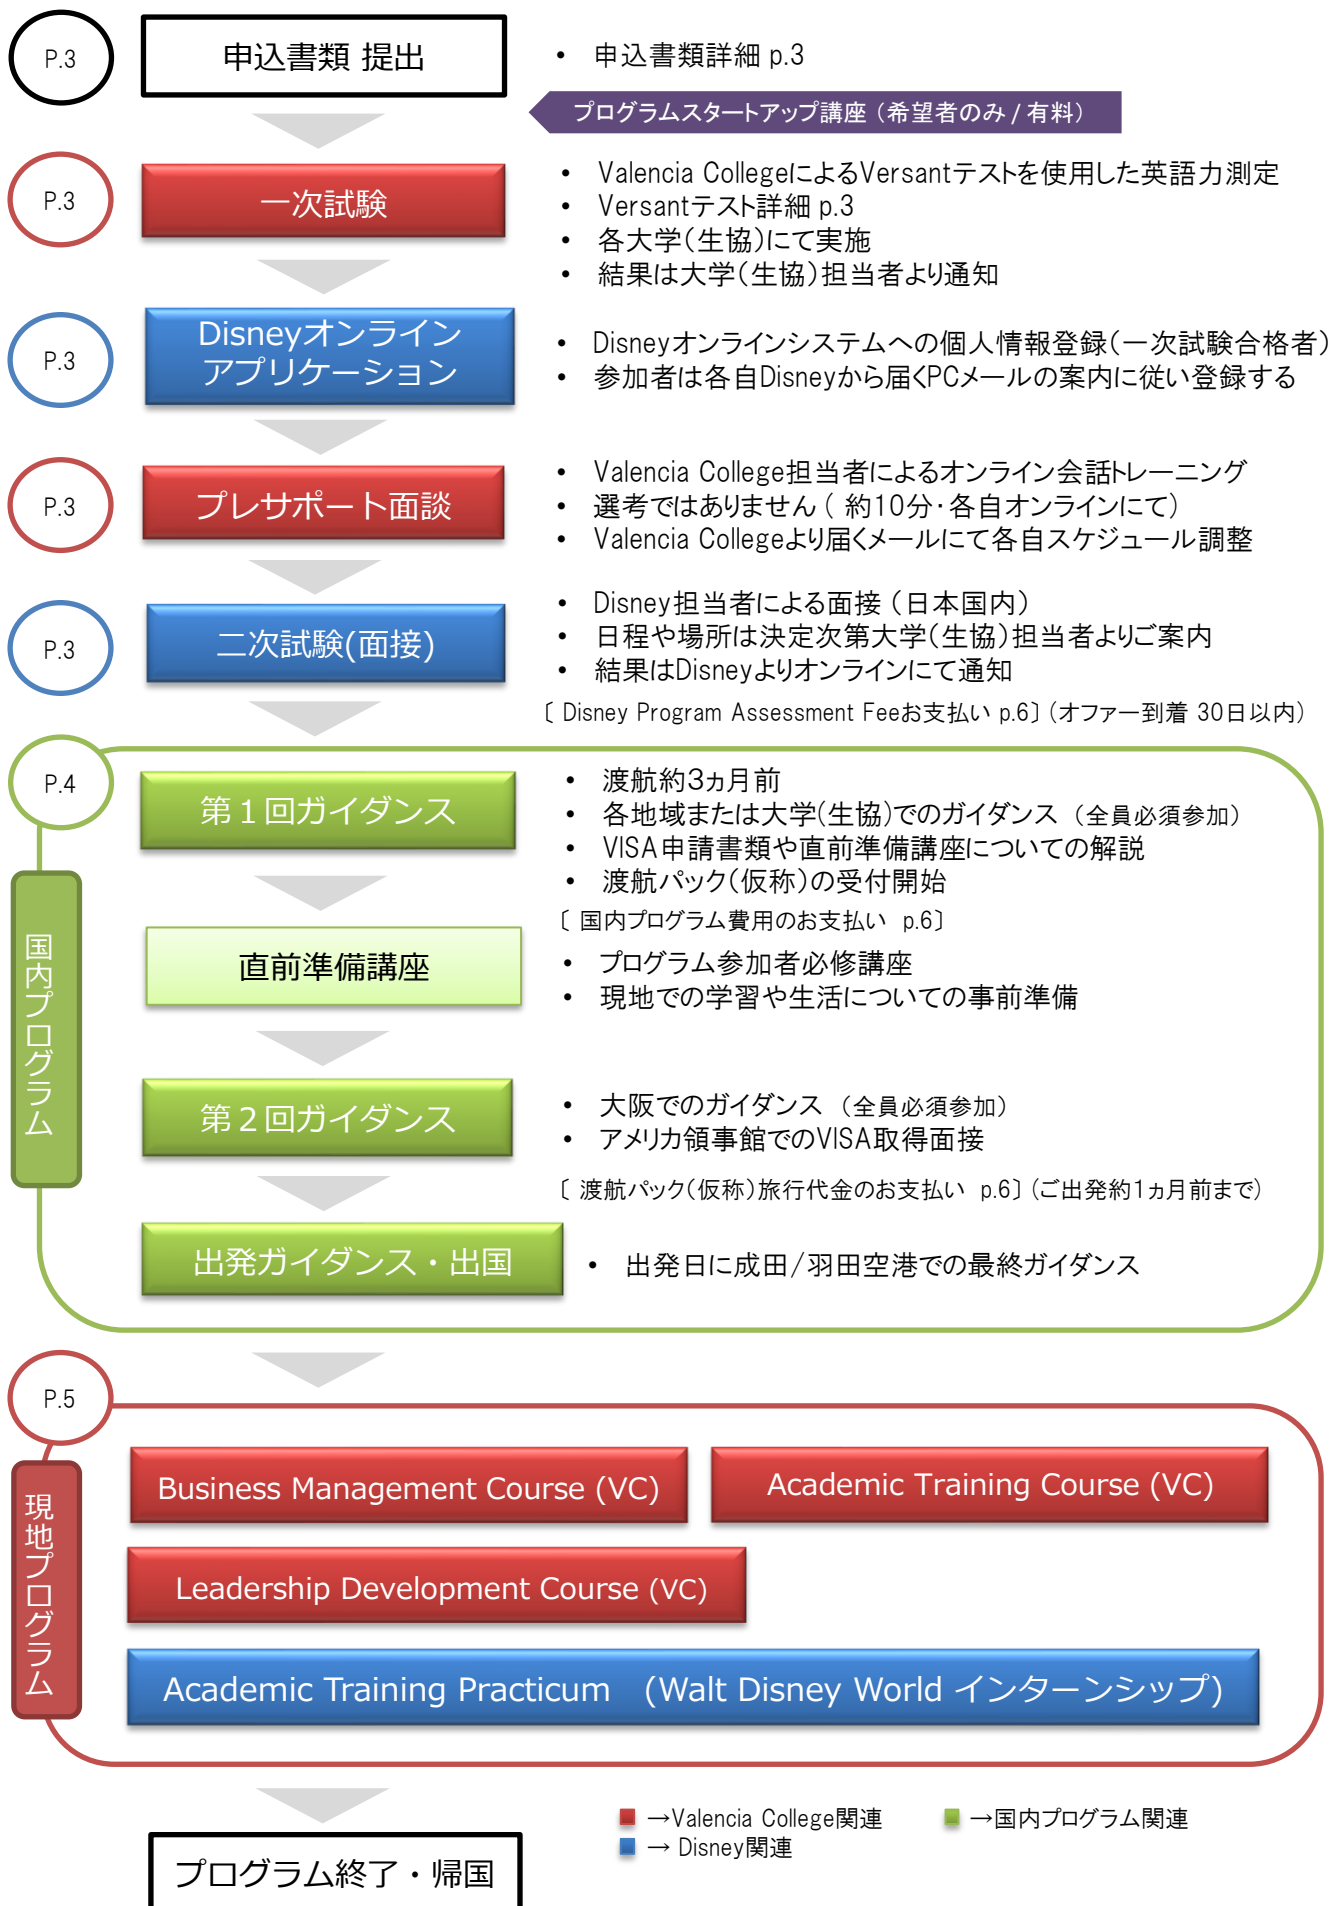 P.3
申込書類 提出
• 申込書類詳細 p.3
プログラムスタートアップ講座（希望者のみ / 有料）
P.3
一次試験
• Valencia CollegeによるVersantテストを使用した英語力測定
• Versantテスト詳細 p.3
• 各大学（生協）にて実施
• 結果は大学（生協）担当者より通知
P.3
Disneyオンライン
アプリケーション
• Disneyオンラインシステムへの個人情報登録（一次試験合格者）
• 参加者は各自Disneyから届くPCメールの案内に従い登録する
P.3
プレサポート面談
• Valencia College担当者によるオンライン会話トレーニング
• 選考ではありません（ 約10分・各自オンラインにて）
• Valencia Collegeより届くメールにて各自スケジュール調整
P.3
二次試験(面接)
• Disney担当者による面接（日本国内）
• 日程や場所は決定次第大学（生協）担当者よりご案内
• 結果はDisneyよりオンラインにて通知
〔 Disney Program Assessment Feeお支払い p.6〕（オファー到着 30日以内）
P.4
国内プログラム
第１回ガイダンス
• 渡航約3ヵ月前
• 各地域または大学(生協)でのガイダンス （全員必須参加）
• VISA申請書類や直前準備講座についての解説
• 渡航パック（仮称）の受付開始
〔 国内プログラム費用のお支払い p.6〕
直前準備講座
• プログラム参加者必修講座
• 現地での学習や生活についての事前準備
第２回ガイダンス
• 大阪でのガイダンス （全員必須参加）
• アメリカ領事館でのVISA取得面接
〔 渡航パック（仮称）旅行代金のお支払い p.6〕（ご出発約1ヵ月前まで）
出発ガイダンス・出国
• 出発日に成田/羽田空港での最終ガイダンス
P.5
現地プログラム
Business Management Course (VC)
Academic Training Course (VC)
Leadership Development Course (VC)
Academic Training Practicum (Walt Disney World インターンシップ)
プログラム終了・帰国
→Valencia College関連
→国内プログラム関連
→ Disney関連